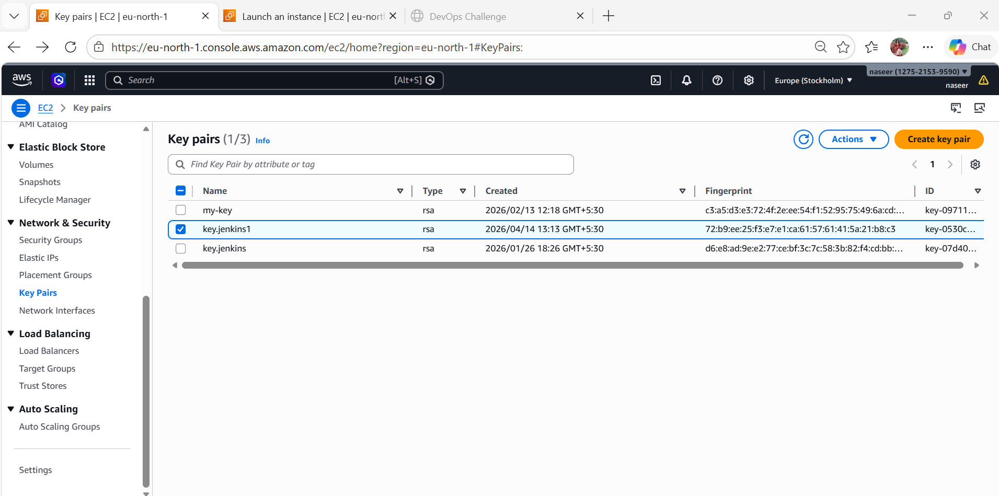 Key pairs | EC2 | eu-north-1
Launch an instance | EC2 | eu-nort
DevOps Challenge
https://eu-north-1.console.aws.amazon.com/ec2/home?region=eu-north-1#KeyPairs:
Chat
aws
Search
[Alt+S]
Europe (Stockholm)
naseer (1275-2153-9590)
naseer
EC2
Key pairs
AMI Catalog
Elastic Block Store
Volumes
Snapshots
Lifecycle Manager
Network & Security
Security Groups
Elastic IPs
Placement Groups
Key Pairs
Network Interfaces
Load Balancing
Load Balancers
Target Groups
Trust Stores
Auto Scaling
Auto Scaling Groups
Settings
Key pairs (1/3) Info
Actions
Create key pair
Find Key Pair by attribute or tag
1
Name Type Created Fingerprint ID
my-key rsa 2026/02/13 12:18 GMT+5:30 c3:a5:d3:e3:72:4f:2e:ee:54:f1:52:95:75:49:6a:cd:... key-09711...
key.jenkins1 rsa 2026/04/14 13:13 GMT+5:30 72:b9:ee:25:f3:e7:e1:ca:61:57:61:41:5a:21:b8:c3 key-0530c...
key.jenkins rsa 2026/01/26 18:26 GMT+5:30 d6:e8:ad:9e:e2:77:ce:bf:3c:7c:58:3b:82:f4:cd:bb:... key-07d40...